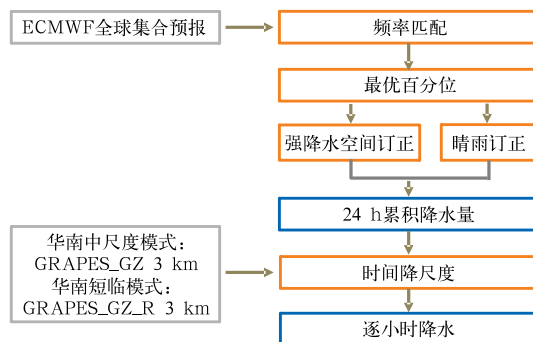 ECMWF全球集合预报
频率匹配
最优百分位
强降水空间订正
晴雨订正
24 h累积降水量
华南中尺度模式：
GRAPES_GZ 3 km
华南短临模式：
GRAPES_GZ_R 3 km
时间降尺度
逐小时降水